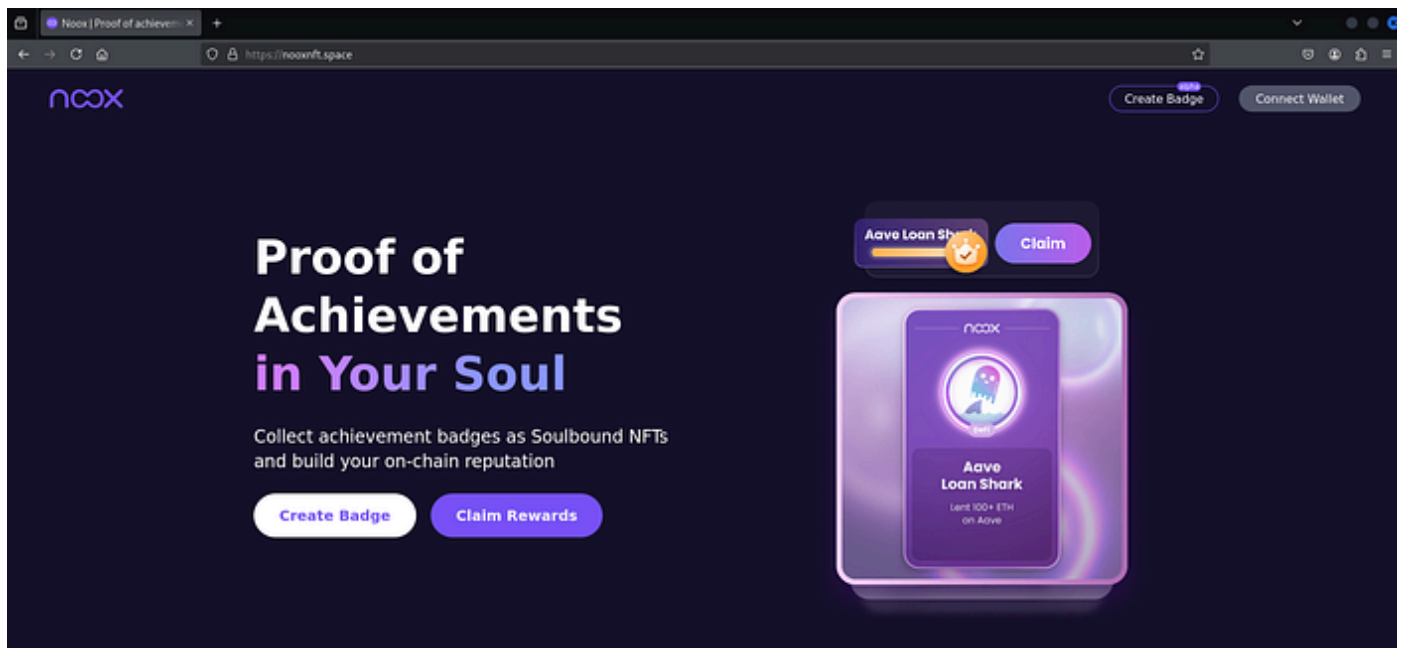 Noox | Proof of achievem
https://nooxnft.space
noox
alpha
Create Badge
Connect Wallet
Proof of
Achievements
in Your Soul
Collect achievement badges as Soulbound NFTs
and build your on-chain reputation
Create Badge
Claim Rewards
Aave Loan Shark
Claim
noox
DeFi
Aave
Loan Shark
Lent 100+ ETH
on Aave